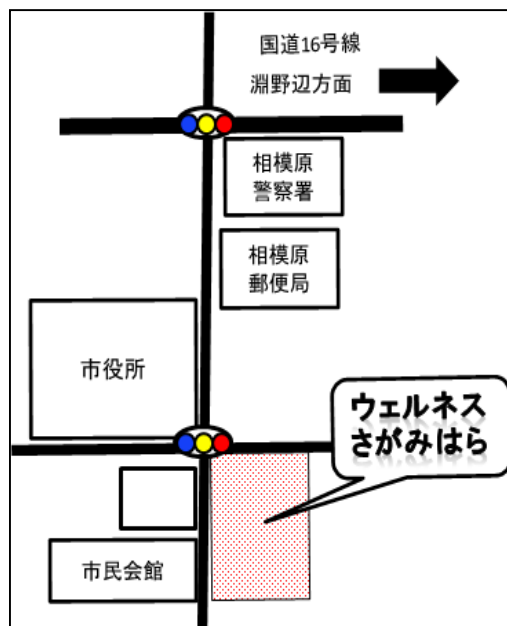 国道16号線
淵野辺方面
相模原
警察署
相模原
郵便局
市役所
ウェルネス
さがみはら
市民会館